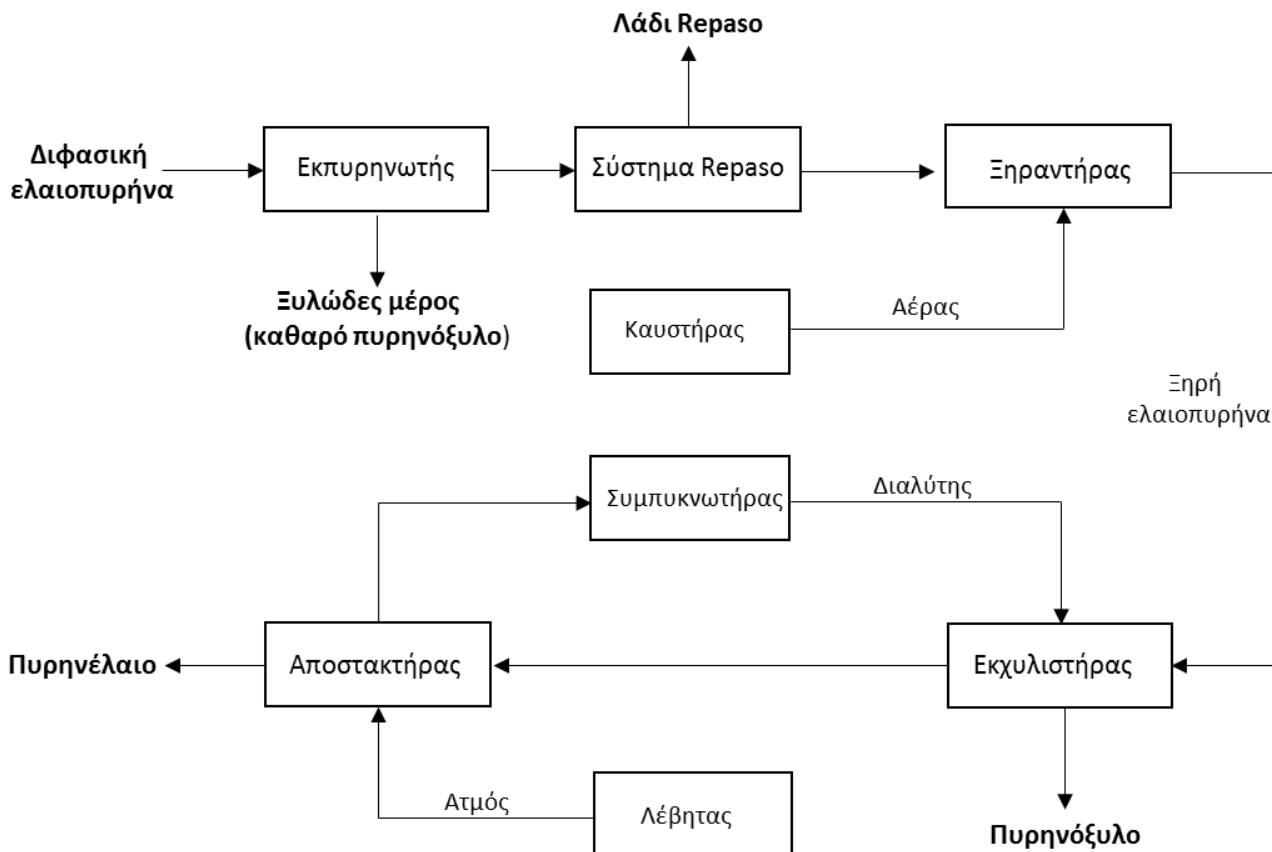 Λάδι Repaso
Διφασική
ελαιοπυρήνα
Εκπυρηνωτής
Σύστημα Repaso
Ξηραντήρας
Ξυλώδες μέρος
(καθαρό πυρηνόξυλο)
Καυστήρας
Αέρας
Ξηρή
ελαιοπυρήνα
Συμπυκνωτήρας
Διαλύτης
Πυρηνέλαιο
Αποστακτήρας
Εκχυλιστήρας
Ατμός
Λέβητας
Πυρηνόξυλο